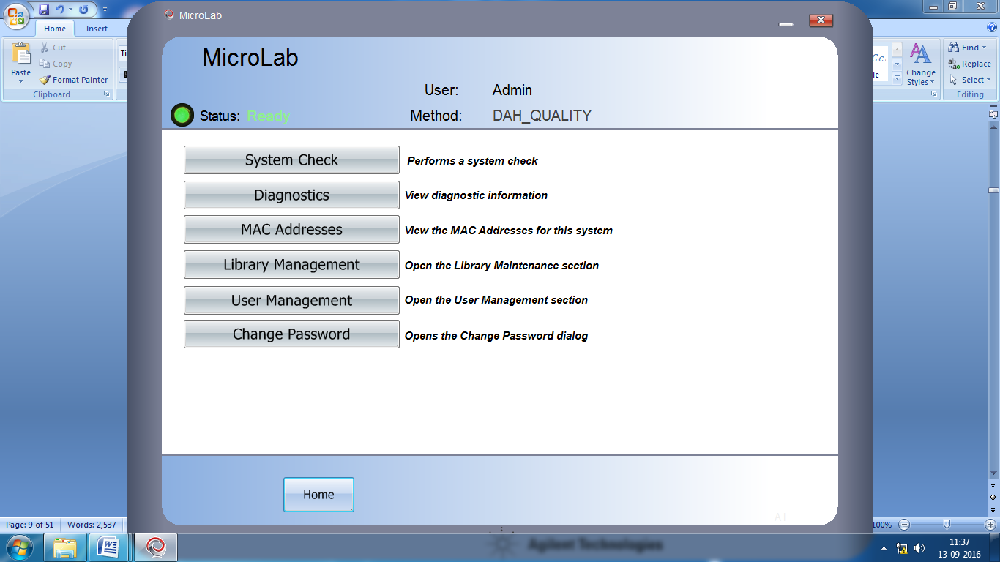 MicroLab
Home Insert
Cut
Copy
Paste
Format Painter
Clipboard
Find
Replace
Select
Change
Styles
Editing
MicroLab
User: Admin
Status: Ready
Method: DAH_QUALITY
System Check Performs a system check
Diagnostics View diagnostic information
MAC Addresses View the MAC Addresses for this system
Library Management Open the Library Maintenance section
User Management Open the User Management section
Change Password Opens the Change Password dialog
Home
A1
Page: 9 of 51 Words: 2,537
100%
Agilent Technologies
11:37
13-09-2016